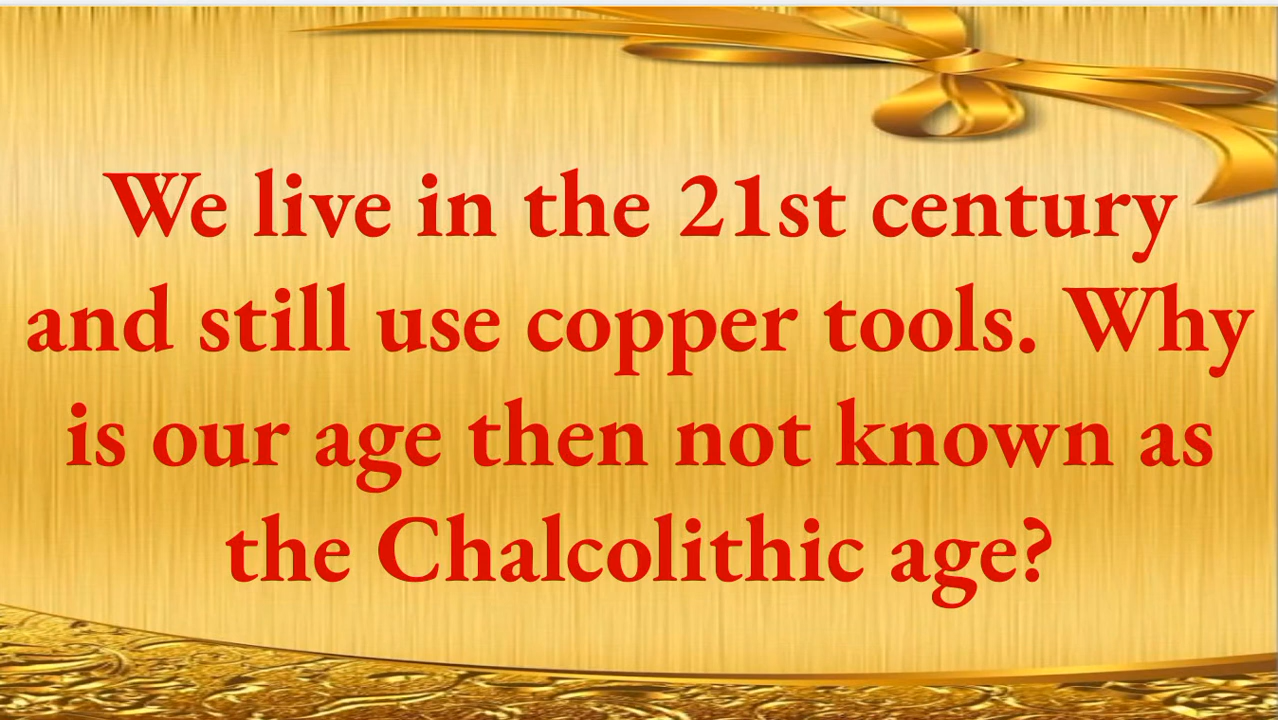 We live in the 21st century
and still use copper tools. Why
is our age then not known as
the Chalcolithic age?